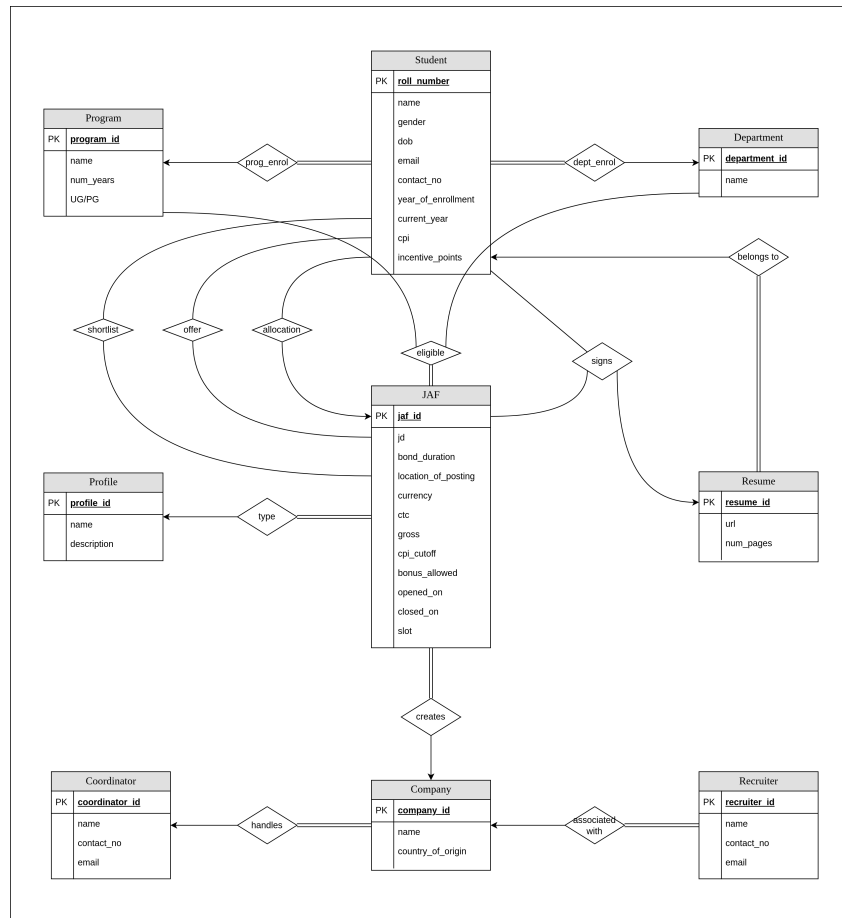 Student
PK roll_number
name
gender
dob
email
contact_no
year_of_enrollment
current_year
cpi
incentive_points
Program
PK program_id
name
num_years
UG/PG
prog_enrol
dept_enrol
Department
PK department_id
name
belongs to
shortlist
offer
allocation
eligible
signs
JAF
PK jaf_id
jd
bond_duration
location_of_posting
currency
ctc
gross
cpi_cutoff
bonus_allowed
opened_on
closed_on
slot
Profile
PK profile_id
name
description
type
Resume
PK resume_id
url
num_pages
creates
Coordinator
PK coordinator_id
name
contact_no
email
handles
Company
PK company_id
name
country_of_origin
associated
with
Recruiter
PK recruiter_id
name
contact_no
email